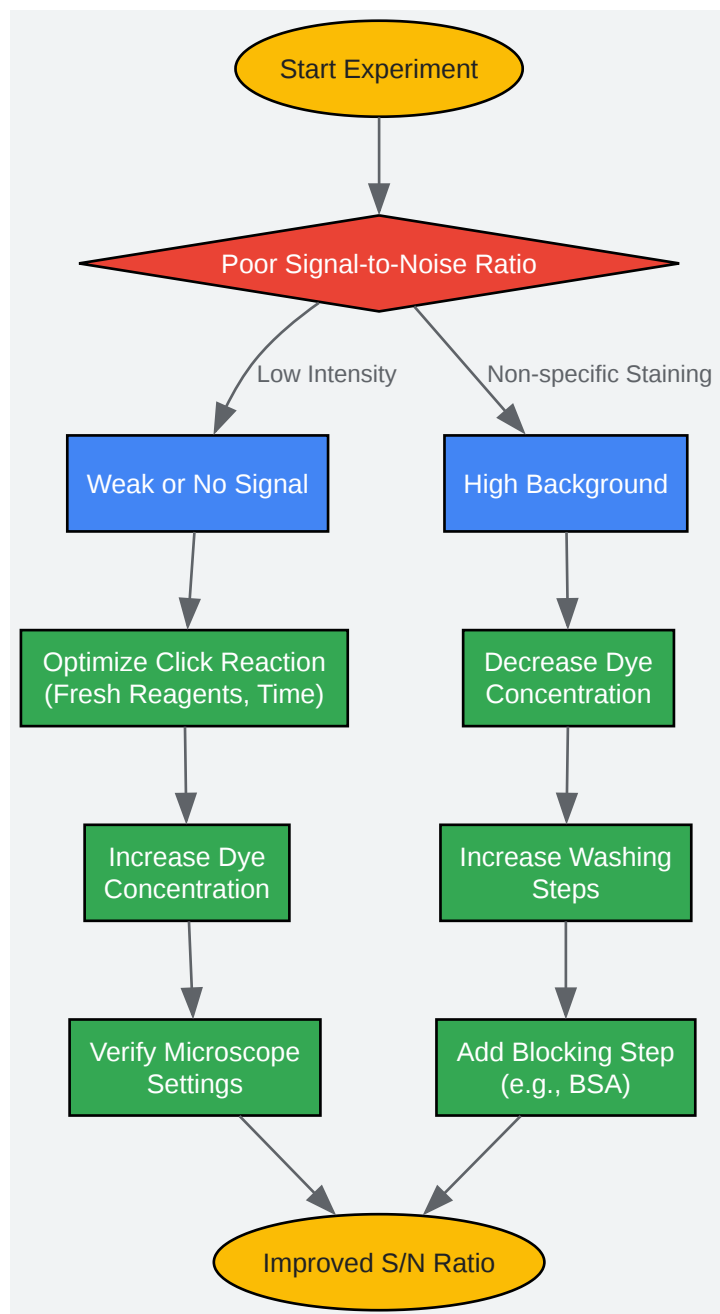 Start Experiment
Poor Signal-to-Noise Ratio
Low Intensity
Non-specific Staining
Weak or No Signal
High Background
Optimize Click Reaction
(Fresh Reagents, Time)
Decrease Dye
Concentration
Increase Dye
Concentration
Increase Washing
Steps
Verify Microscope
Settings
Add Blocking Step
(e.g., BSA)
Improved S/N Ratio